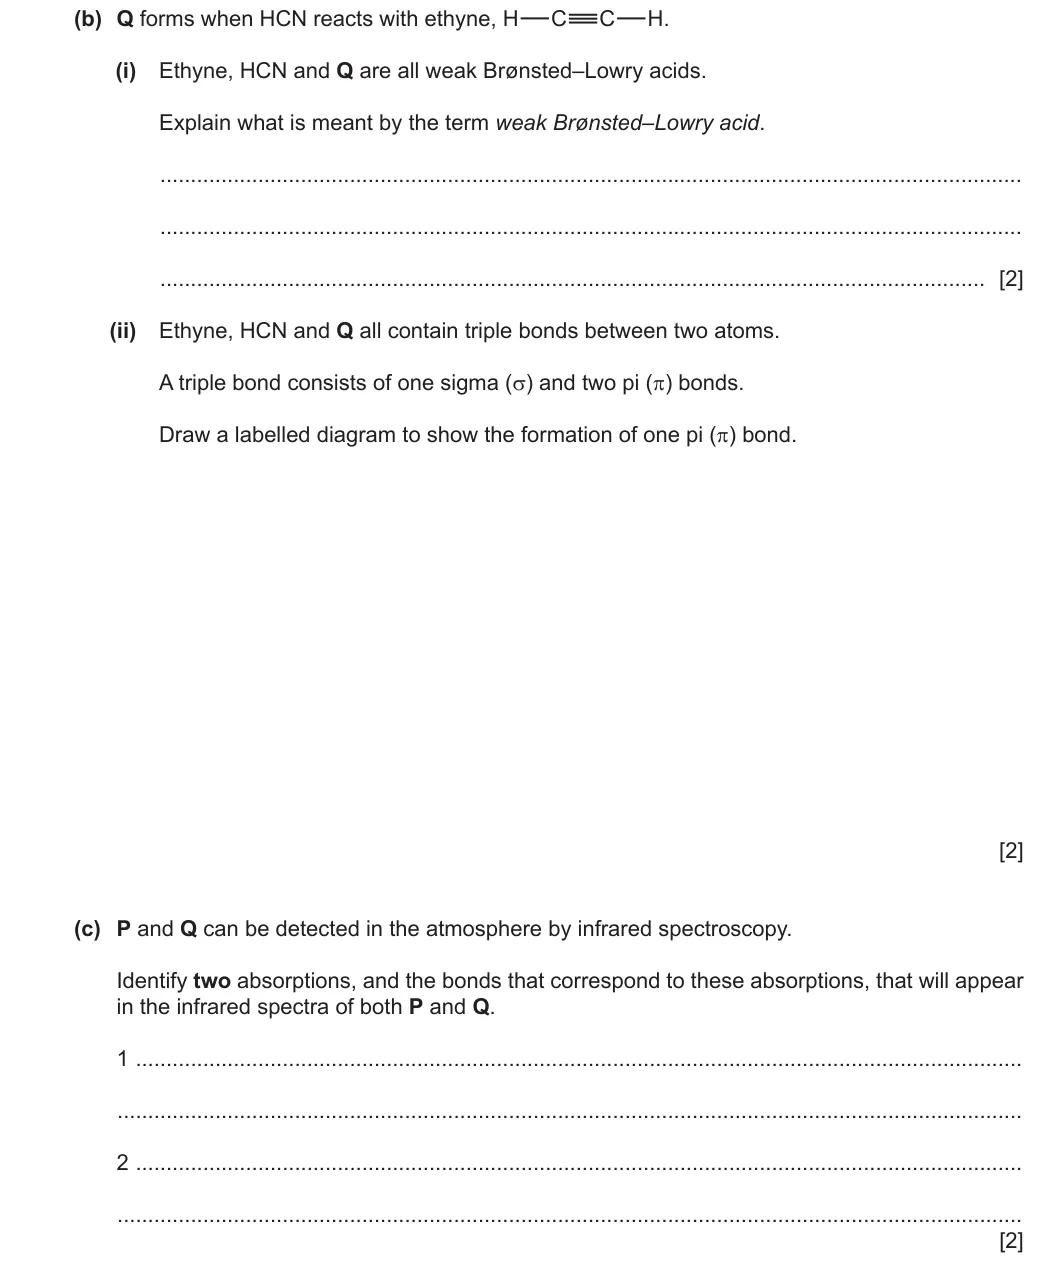 (b) Q forms when HCN reacts with ethyne, H—C≡C—H.
(i) Ethyne, HCN and Q are all weak Brønsted–Lowry acids.
Explain what is meant by the term weak Brønsted–Lowry acid.
[2]
(ii) Ethyne, HCN and Q all contain triple bonds between two atoms.
A triple bond consists of one sigma (σ) and two pi (π) bonds.
Draw a labelled diagram to show the formation of one pi (π) bond.
[2]
(c) P and Q can be detected in the atmosphere by infrared spectroscopy.
Identify two absorptions, and the bonds that correspond to these absorptions, that will appear
in the infrared spectra of both P and Q.
1
2
[2]